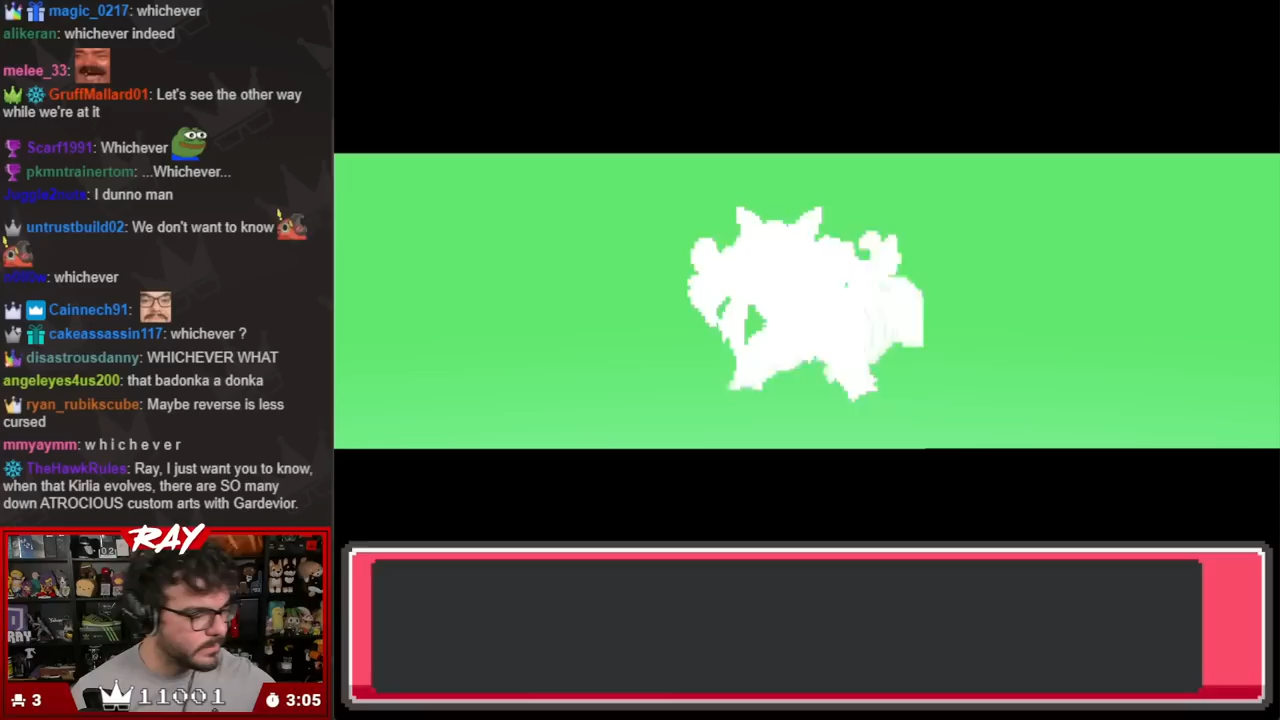 magic_0217: whichever
alikeran: whichever indeed
melee_33:
GruffMallard01: Let's see the other way
while we're at it
Scarf1991: Whichever
pkmntrainertom: ...Whichever...
I dunno man
untrustbuild02: We don't want to know
whichever
Cainnech91:
cakeassassin117: whichever ?
disastrousdanny: WHICHEVER WHAT
angeleyes4us200: that badonka a donka
ryan_rubikscube: Maybe reverse is less
cursed
mmyaymm: w h i c h e v e r
TheHawkRules: Ray, I just want you to know,
when that Kirlia evolves, there are SO many
down ATROCIOUS custom arts with Gardevior.
RAY
RAY
3
11001
3:05